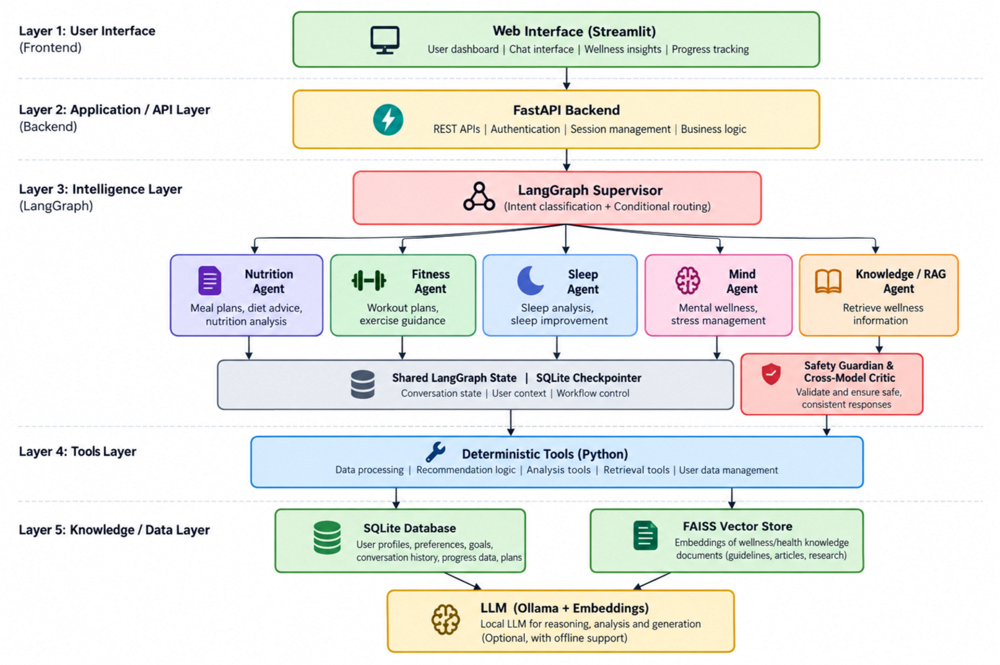 Layer 1: User Interface
(Frontend)
Web Interface (Streamlit)
User dashboard | Chat interface | Wellness insights | Progress tracking
Layer 2: Application / API Layer
(Backend)
FastAPI Backend
REST APIs | Authentication | Session management | Business logic
Layer 3: Intelligence Layer
(LangGraph)
LangGraph Supervisor
(Intent classification + Conditional routing)
Nutrition
Agent
Meal plans, diet advice,
nutrition analysis
Fitness
Agent
Workout plans,
exercise guidance
Sleep
Agent
Sleep analysis,
sleep improvement
Mind
Agent
Mental wellness,
stress management
Knowledge / RAG
Agent
Retrieve wellness
information
Shared LangGraph State | SQLite Checkpointer
Conversation state | User context | Workflow control
Safety Guardian &
Cross-Model Critic
Validate and ensure safe,
consistent responses
Layer 4: Tools Layer
Deterministic Tools (Python)
Data processing | Recommendation logic | Analysis tools | Retrieval tools | User data management
Layer 5: Knowledge / Data Layer
SQLite Database
User profiles, preferences, goals,
conversation history, progress data, plans
FAISS Vector Store
Embeddings of wellness/health knowledge
documents (guidelines, articles, research)
LLM (Ollama + Embeddings)
Local LLM for reasoning, analysis and generation
(Optional, with offline support)